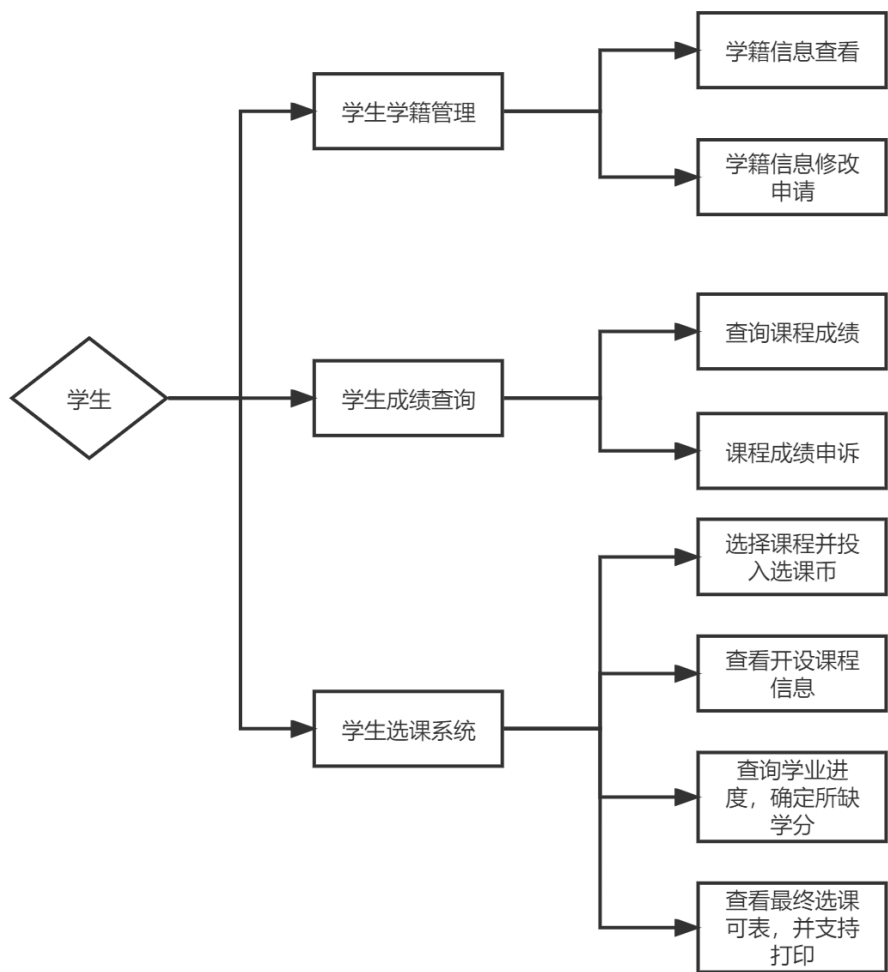 学籍信息查看
学生学籍管理
学籍信息修改
申请
查询课程成绩
学生
学生成绩查询
课程成绩申诉
选择课程并投
入选课币
查看开设课程
信息
学生选课系统
查询学业进
度，确定所缺
学分
查看最终选课
可表，并支持
打印